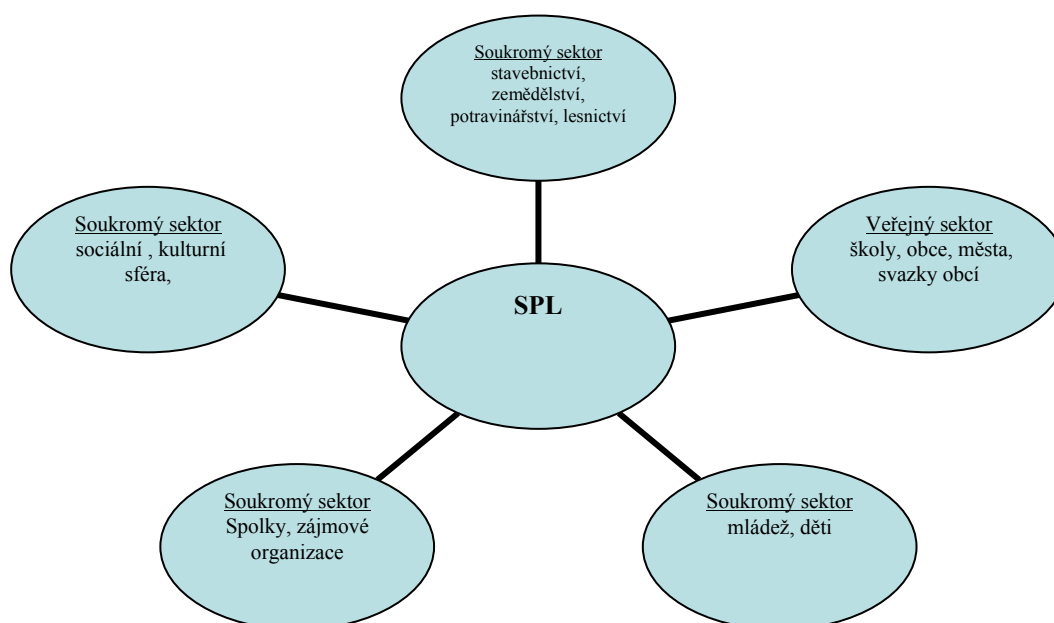 Soukromý sektor
stavebnictví,
zemědělství,
potravinářství, lesnictví
Soukromý sektor
sociální , kulturní
sféra,
Veřejný sektor
školy, obce, města,
svazky obcí
SPL
Soukromý sektor
Spolky, zájmové
organizace
Soukromý sektor
mládež, děti